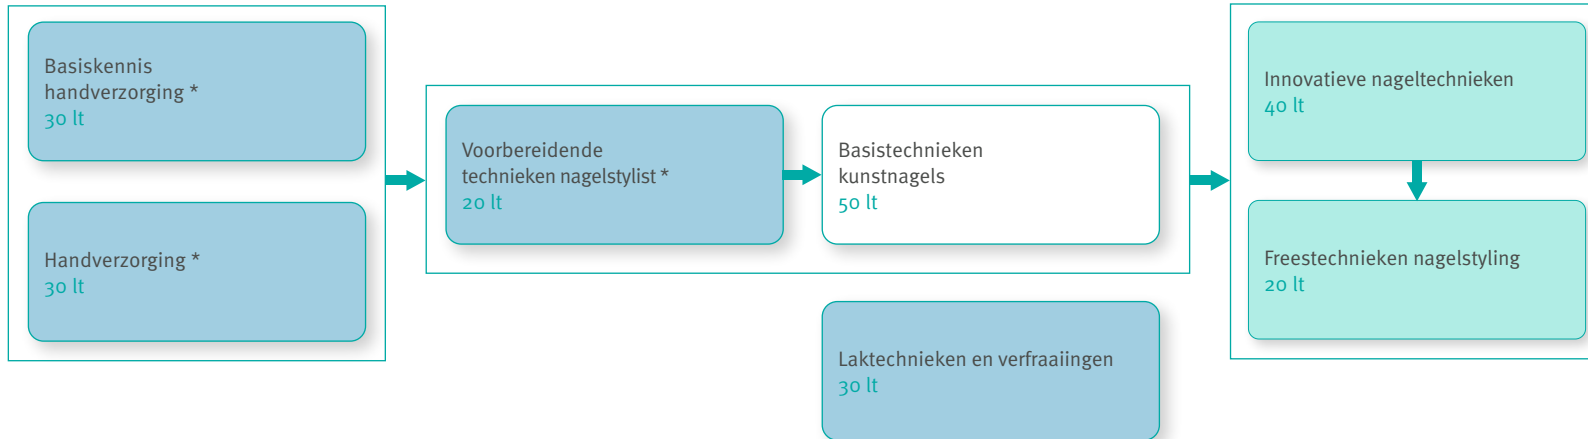 Basiskennis
handverzorging *
30 lt
Handverzorging *
30 lt
Voorbereidende
technieken nagelstylist *
20 lt
Basistechnieken
kunstnagels
50 lt
Laktechnieken en verfraaiingen
30 lt
Innovatieve nageltechnieken
40 lt
Freestechnieken nagelstyling
20 lt